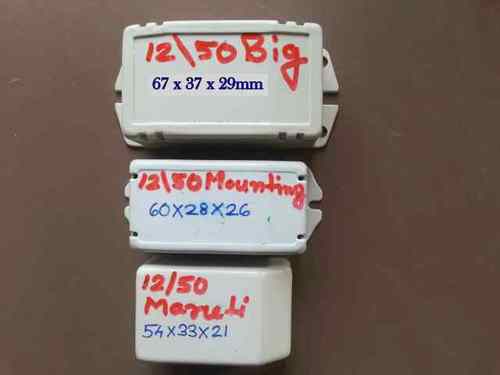 12\50 Big
67 x 37 x 29mm
12\50 Mounting
60X28X26
12/50
Maruti
54X33X21